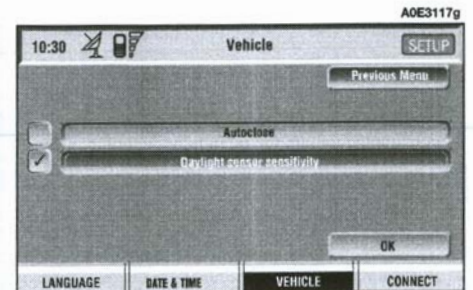 A0E3117g
10:30 Vehicle SETUP
Previous Menu
Autoclose
Daylight sensor sensitivity
OK
LANGUAGE DATE & TIME VEHICLE CONNECT